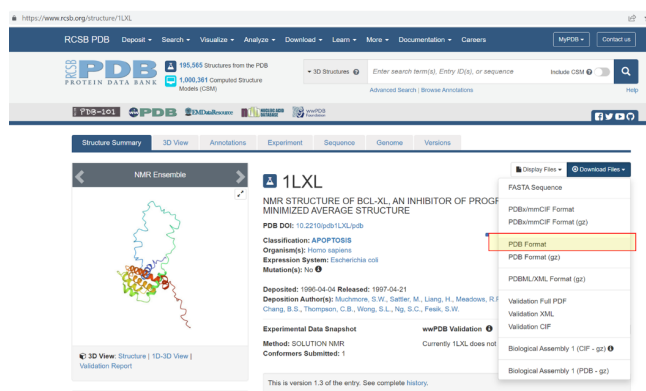 https://www.rcsb.org/structure/1LXL
RCSB PDB Deposit Search Visualize Analyze Download Learn More Documentation Careers MyPDB Contact us
RCSB PDB
PROTEIN DATA BANK
195,565 Structures from the PDB
1,000,361 Computed Structure Models (CSM)
3D Structures Enter search term(s), Entry ID(s), or sequence Include CSM
Advanced Search | Browse Annotations Help
PDB-101 PDB EMDataResource NUCLEIC ACID DATABASE wwPDB Foundation
Structure Summary 3D View Annotations Experiment Sequence Genome Versions
Display Files Download Files
NMR Ensemble
1LXL
NMR STRUCTURE OF BCL-XL, AN INHIBITOR OF PROGR
MINIMIZED AVERAGE STRUCTURE
PDB DOI: 10.2210/pdb1LXL/pdb
Classification: APOPTOSIS
Organism(s): Homo sapiens
Expression System: Escherichia coli
Mutation(s): No
Deposited: 1996-04-04 Released: 1997-04-21
Deposition Author(s): Muchmore, S.W., Sattler, M., Liang, H., Meadows, R.P
Chang, B.S., Thompson, C.B., Wong, S.L., Ng, S.C., Fesik, S.W.
Experimental Data Snapshot
Method: SOLUTION NMR
Conformers Submitted: 1
wwPDB Validation
Currently 1LXL does not
This is version 1.3 of the entry. See complete history.
3D View: Structure | 1D-3D View |
Validation Report
FASTA Sequence
PDBx/mmCIF Format
PDBx/mmCIF Format (gz)
PDB Format
PDB Format (gz)
PDBML/XML Format (gz)
Validation Full PDF
Validation XML
Validation CIF
Biological Assembly 1 (CIF - gz)
Biological Assembly 1 (PDB - gz)